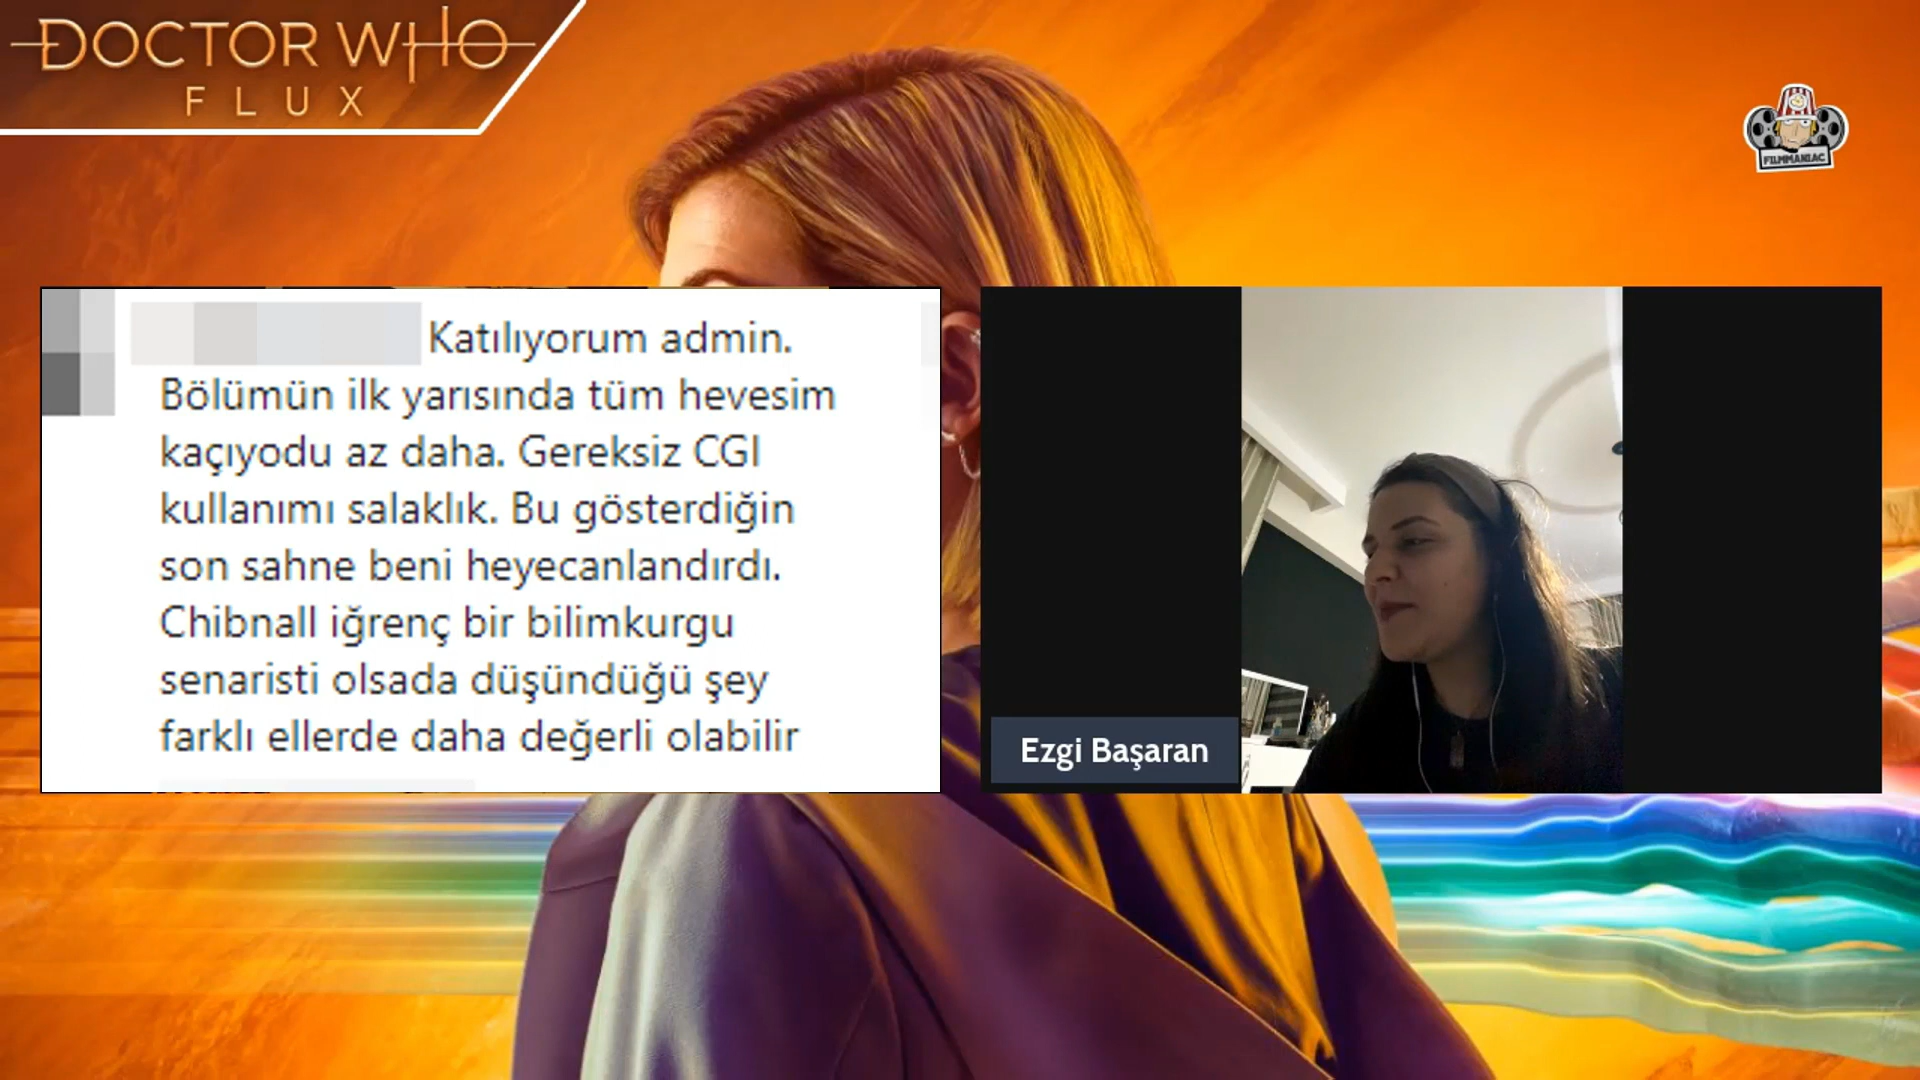 DOCTOR WHO
FLUX
FILMMANIAC
Katılıyorum admin.
Bölümün ilk yarısında tüm hevesim
kaçıyodu az daha. Gereksiz CGI
kullanımı salaklık. Bu gösterdiğin
son sahne beni heyecanlandırdı.
Chibnall iğrenç bir bilimkurgu
senaristi olsada düşündüğü şey
farklı ellerde daha değerli olabilir
Ezgi Başaran